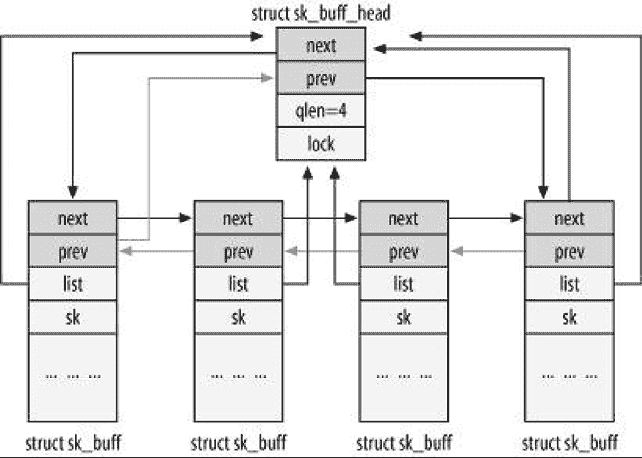 struct sk_buff_head
next
prev
qlen=4
lock
next
prev
list
sk
... ... ...
struct sk_buff
next
prev
list
sk
... ... ...
struct sk_buff
next
prev
list
sk
... ... ...
struct sk_buff
next
prev
list
sk
... ... ...
struct sk_buff